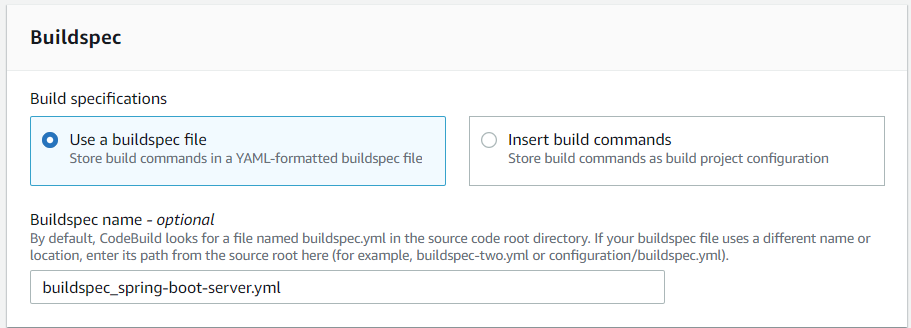 Buildspec
Build specifications
Use a buildspec file
Store build commands in a YAML-formatted buildspec file
Insert build commands
Store build commands as build project configuration
Buildspec name - optional
By default, CodeBuild looks for a file named buildspec.yml in the source code root directory. If your buildspec file uses a different name or
location, enter its path from the source root here (for example, buildspec-two.yml or configuration/buildspec.yml).
buildspec_spring-boot-server.yml